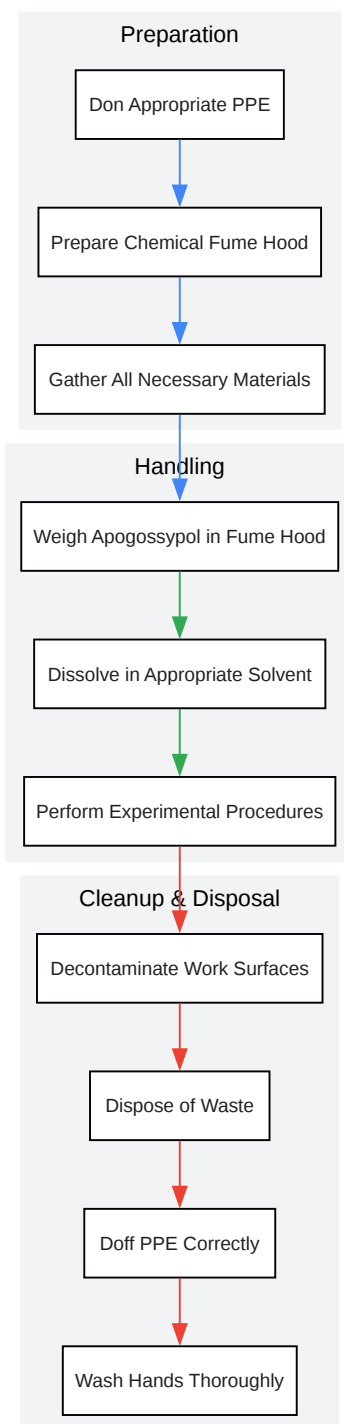 Preparation
Don Appropriate PPE
Prepare Chemical Fume Hood
Gather All Necessary Materials
Handling
Weigh Apogossypol in Fume Hood
Dissolve in Appropriate Solvent
Perform Experimental Procedures
Cleanup & Disposal
Decontaminate Work Surfaces
Dispose of Waste
Doff PPE Correctly
Wash Hands Thoroughly